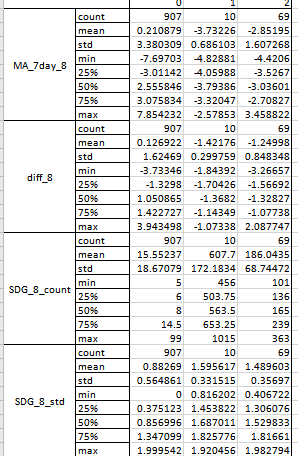 0 1 2
MA_7day_8 count 907 10 69
mean 0.210879 -3.73226 -2.85195
std 3.380309 0.686103 1.607268
min -7.69703 -4.82881 -4.4206
25% -3.01142 -4.05988 -3.5267
50% 2.555846 -3.79386 -3.03601
75% 3.075834 -3.32047 -2.70827
max 7.854232 -2.57853 3.458822
diff_8 count 907 10 69
mean 0.126922 -1.42176 -1.24998
std 1.62469 0.299759 0.848348
min -3.73346 -1.84392 -3.26657
25% -1.3298 -1.70426 -1.56692
50% 1.050865 -1.3682 -1.32827
75% 1.422727 -1.14349 -1.07738
max 3.943498 -1.07338 2.087747
SDG_8_count count 907 10 69
mean 15.55237 607.7 186.0435
std 18.67079 172.1834 68.74472
min 5 456 101
25% 6 503.75 136
50% 8 563.5 165
75% 14.5 653.25 239
max 99 1015 363
SDG_8_std count 907 10 69
mean 0.88269 1.595617 1.489603
std 0.564861 0.331515 0.35697
min 0 0.816202 0.406722
25% 0.375123 1.453822 1.306076
50% 0.856996 1.687011 1.529833
75% 1.347099 1.825776 1.81661
max 1.999542 1.920456 1.982794